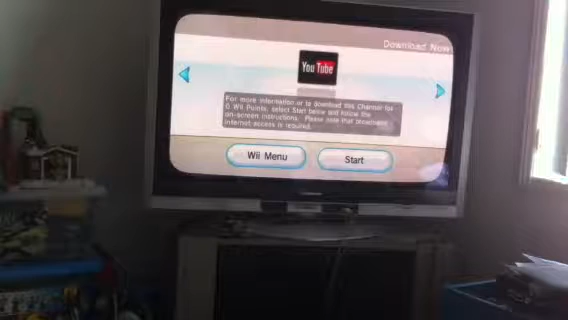 Download Now
You Tube
For more information or to download this Channel for
0 Wii Points, select Start below and follow the
on-screen instructions. Please note that broadband
Internet access is required.
Wii Menu
Start